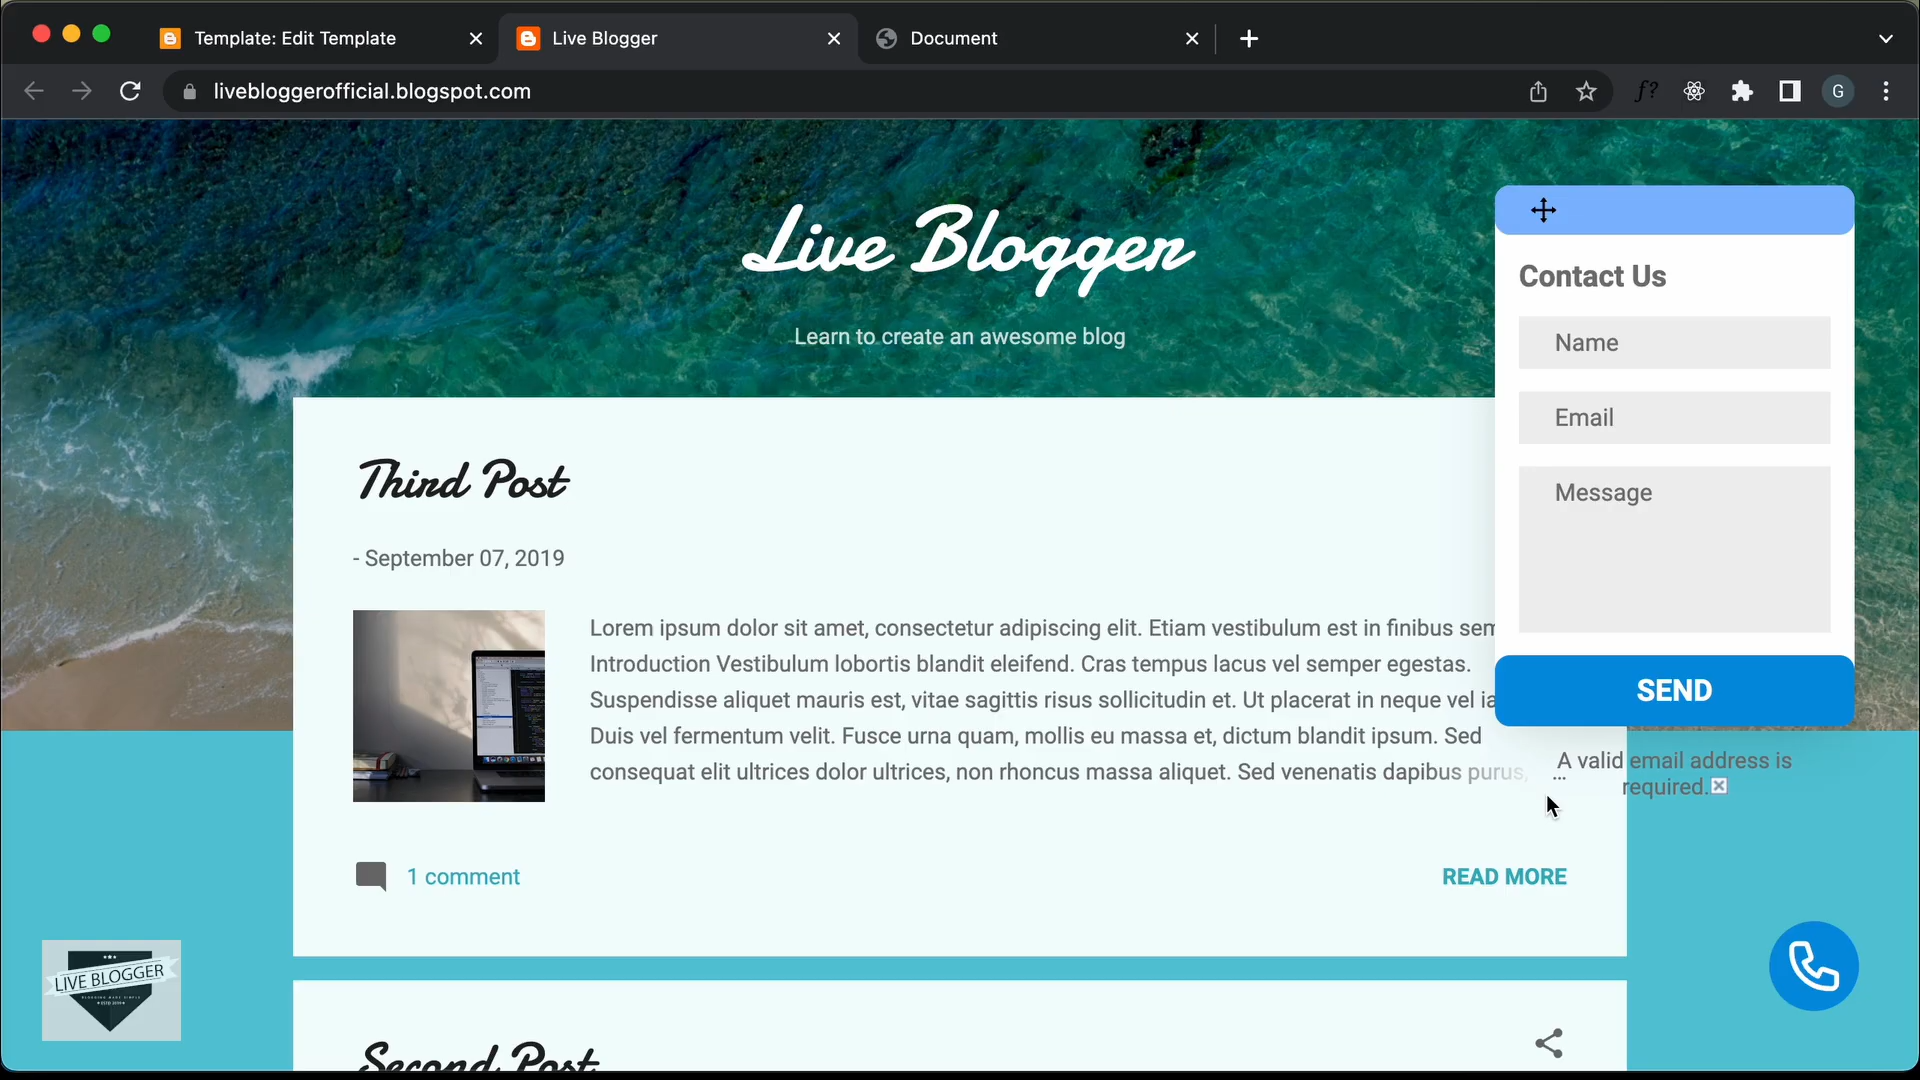 Template: Edit Template
Live Blogger
Document
livebloggerofficial.blogspot.com
f?
G
Live Blogger
Learn to create an awesome blog
Contact Us
Name
Email
Message
SEND
A valid email address is
required.
Third Post
- September 07, 2019
Lorem ipsum dolor sit amet, consectetur adipiscing elit. Etiam vestibulum est in finibus sem
Introduction Vestibulum lobortis blandit eleifend. Cras tempus lacus vel semper egestas.
Suspendisse aliquet mauris est, vitae sagittis risus sollicitudin et. Ut placerat in neque vel ia
Duis vel fermentum velit. Fusce urna quam, mollis eu massa et, dictum blandit ipsum. Sed
consequat elit ultrices dolor ultrices, non rhoncus massa aliquet. Sed venenatis dapibus purus, ...
1 comment
READ MORE
LIVE BLOGGER
Second Post